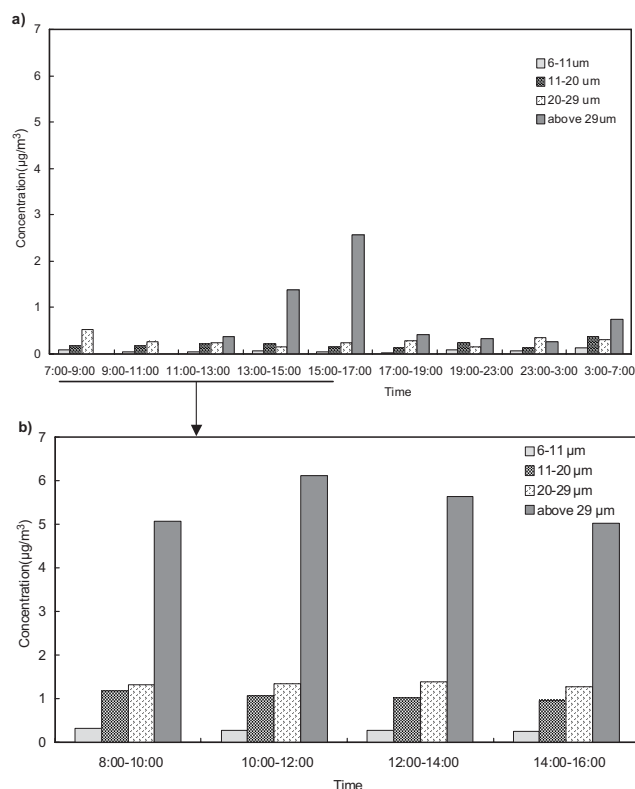 a)
7
6
5
4
3
2
1
0
Concentration(µg/m³)
6-11um
11-20 um
20-29 um
above 29um
7:00-9:00 9:00-11:00 11:00-13:00 13:00-15:00 15:00-17:00 17:00-19:00 19:00-23:00 23:00-3:00 3:00-7:00
Time
b)
7
6
5
4
3
2
1
0
Concentration(µg/m³)
6-11 µm
11-20 µm
20-29 µm
above 29 µm
8:00-10:00 10:00-12:00 12:00-14:00 14:00-16:00
Time